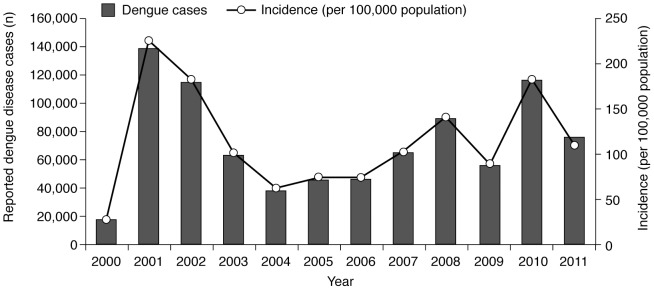 Dengue cases
Incidence (per 100,000 population)
Reported dengue disease cases (n)
160,000
140,000
120,000
100,000
80,000
60,000
40,000
20,000
0
250
200
150
100
50
0
Incidence (per 100,000 population)
2000 2001 2002 2003 2004 2005 2006 2007 2008 2009 2010 2011
Year